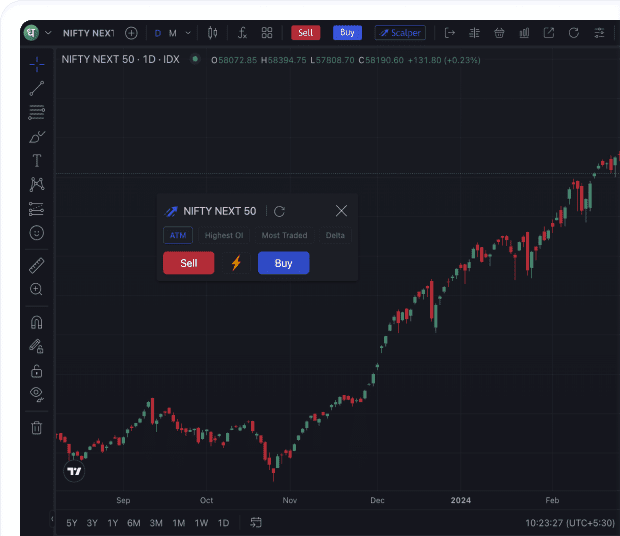 ध NIFTY NEXT D M Sell Buy Scalper
NIFTY NEXT 50 · 1D · IDX O58072.85 H58394.75 L57808.70 C58190.60 +131.80 (+0.23%)
NIFTY NEXT 50
ATM Highest OI Most Traded Delta
Sell Buy
Sep Oct Nov Dec 2024 Feb
5Y 3Y 1Y 6M 3M 1M 1W 1D 10:23:27 (UTC+5:30)